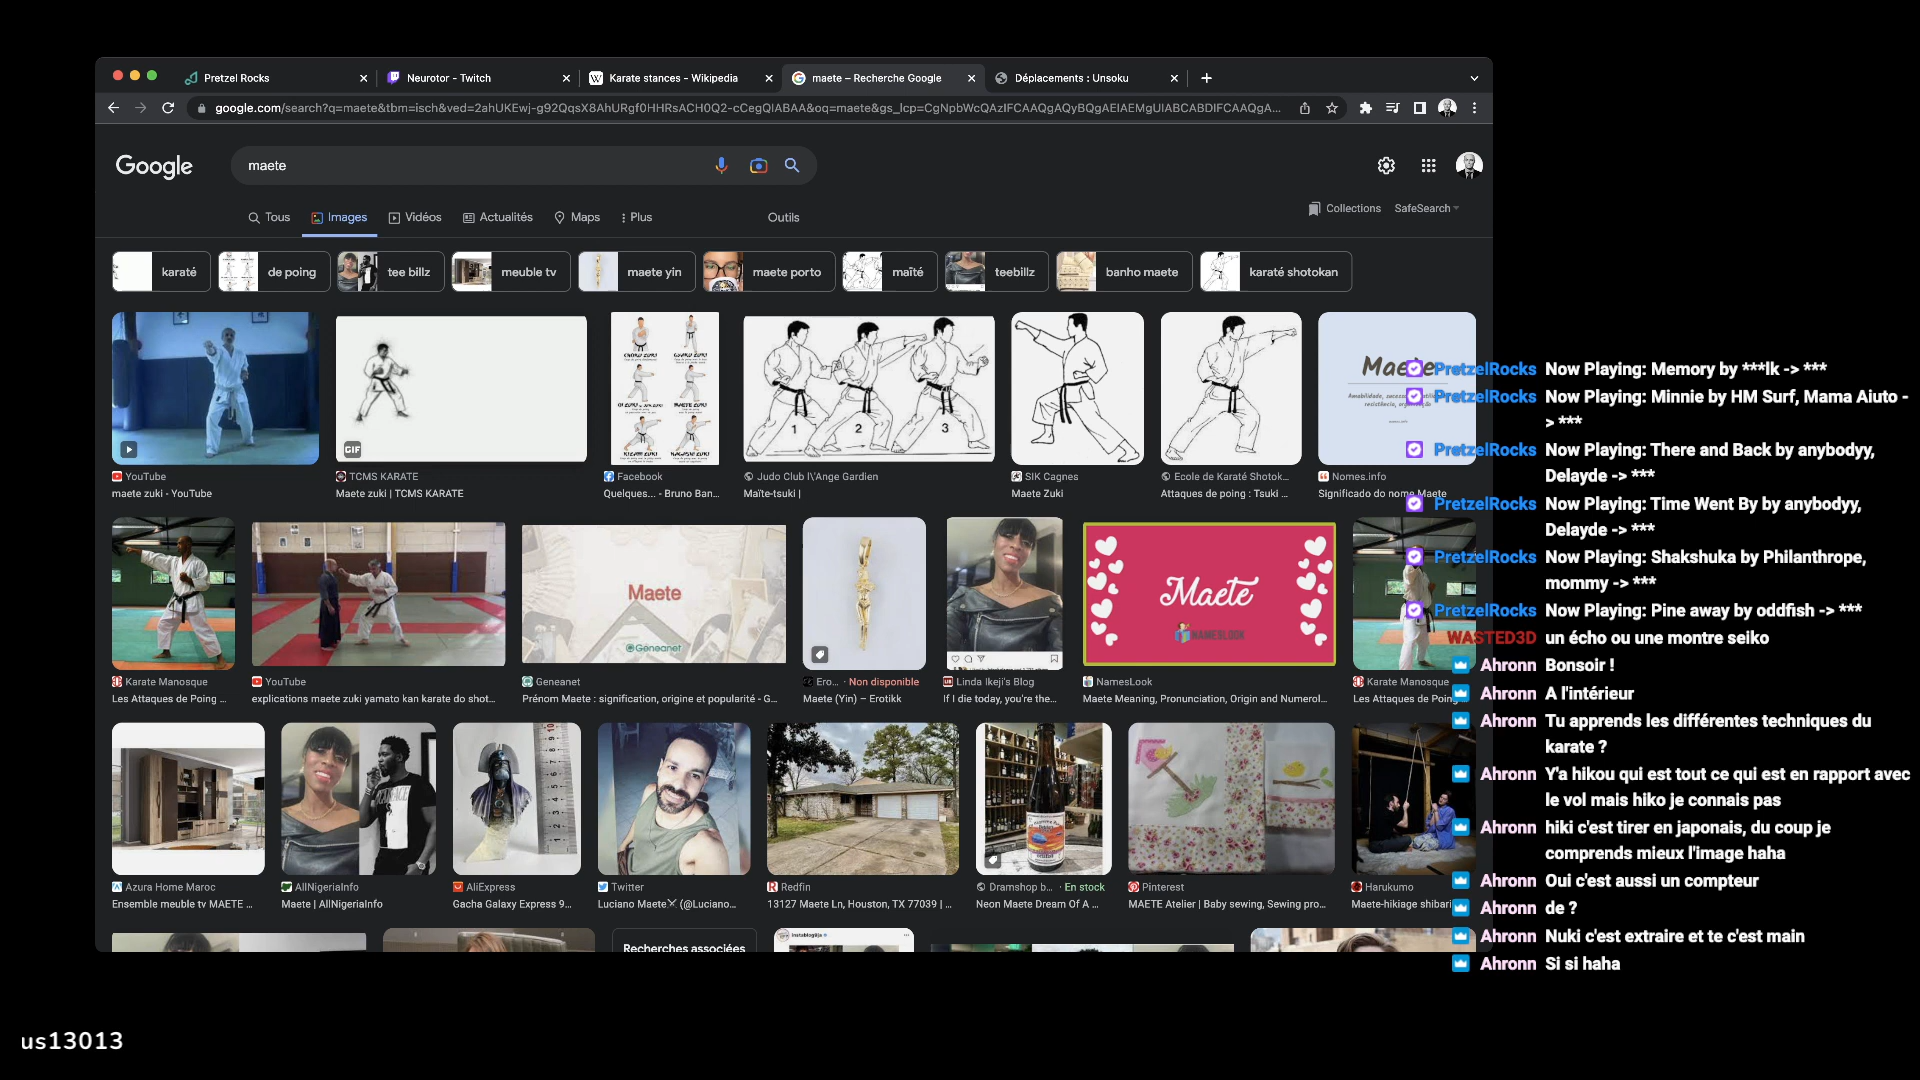 Pretzel Rocks
Neurotor - Twitch
Karate stances - Wikipedia
maete – Recherche Google
Déplacements : Unsoku
google.com/search?q=maete&tbm=isch&ved=2ahUKEwj-g92QqsX8AhURgf0HHRsACH0Q2-cCegQIABAA&oq=maete&gs_lcp=CgNpbWcQAzIFCAAQgAQyBQgAEIAEMgUIABCABDIFCAAQgA...
Google
maete
Tous
Images
Vidéos
Actualités
Maps
Plus
Outils
Collections
SafeSearch
karaté
de poing
tee billz
meuble tv
maete yin
maete porto
maïté
teebillz
banho maete
karaté shotokan
GIF
1 2 3
YouTube
maete zuki - YouTube
TCMS KARATE
Maete zuki | TCMS KARATE
Facebook
Quelques... - Bruno Ban...
Judo Club l\'Ange Gardien
Maïte-tsuki |
SIK Cagnes
Maete Zuki
Ecole de Karaté Shotok...
Attaques de poing : Tsuki ...
Nomes.info
Significado do nome Maete
Maete
Geneanet
Maete
NAMESLOOK
Karate Manosque
Les Attaques de Poing ...
YouTube
explications maete zuki yamato kan karate do shot...
Geneanet
Prénom Maete : signification, origine et popularité - G...
Ero... · Non disponible
Maete (Yin) – Erotikk
Linda Ikeji's Blog
If I die today, you're the...
NamesLook
Maete Meaning, Pronunciation, Origin and Numerol...
Karate Manosque
Les Attaques de Poing
Azura Home Maroc
Ensemble meuble tv MAETE ...
AllNigeriaInfo
Maete | AllNigeriaInfo
AliExpress
Gacha Galaxy Express 9...
Twitter
Luciano Maete⚔ (@Luciano...
Redfin
13127 Maete Ln, Houston, TX 77039 | ...
Dramshop b... · En stock
Neon Maete Dream Of A ...
Pinterest
MAETE Atelier | Baby sewing, Sewing pro...
Harukumo
Maete-hikiage shibari
Recherches associées
PretzelRocks Now Playing: Memory by ***lk -> ***
PretzelRocks Now Playing: Minnie by HM Surf, Mama Aiuto -
> ***
PretzelRocks Now Playing: There and Back by anybodyy,
Delayde -> ***
PretzelRocks Now Playing: Time Went By by anybodyy,
Delayde -> ***
PretzelRocks Now Playing: Shakshuka by Philanthrope,
mommy -> ***
PretzelRocks Now Playing: Pine away by oddfish -> ***
WASTED3D un écho ou une montre seiko
Ahronn Bonsoir !
Ahronn A l'intérieur
Ahronn Tu apprends les différentes techniques du
karate ?
Ahronn Y'a hikou qui est tout ce qui est en rapport avec
le vol mais hiko je connais pas
Ahronn hiki c'est tirer en japonais, du coup je
comprends mieux l'image haha
Ahronn Oui c'est aussi un compteur
Ahronn de ?
Ahronn Nuki c'est extraire et te c'est main
Ahronn Si si haha
us13013